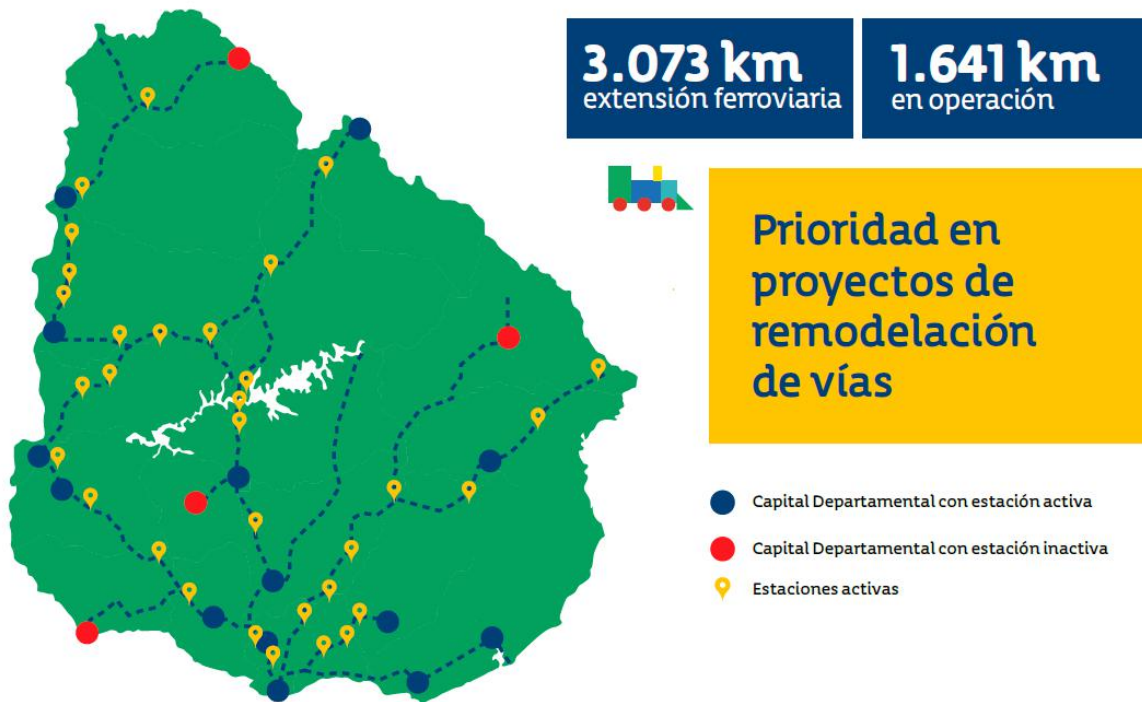 3.073 km
extensión ferroviaria
1.641 km
en operación
Prioridad en
proyectos de
remodelación
de vías
Capital Departamental con estación activa
Capital Departamental con estación inactiva
Estaciones activas